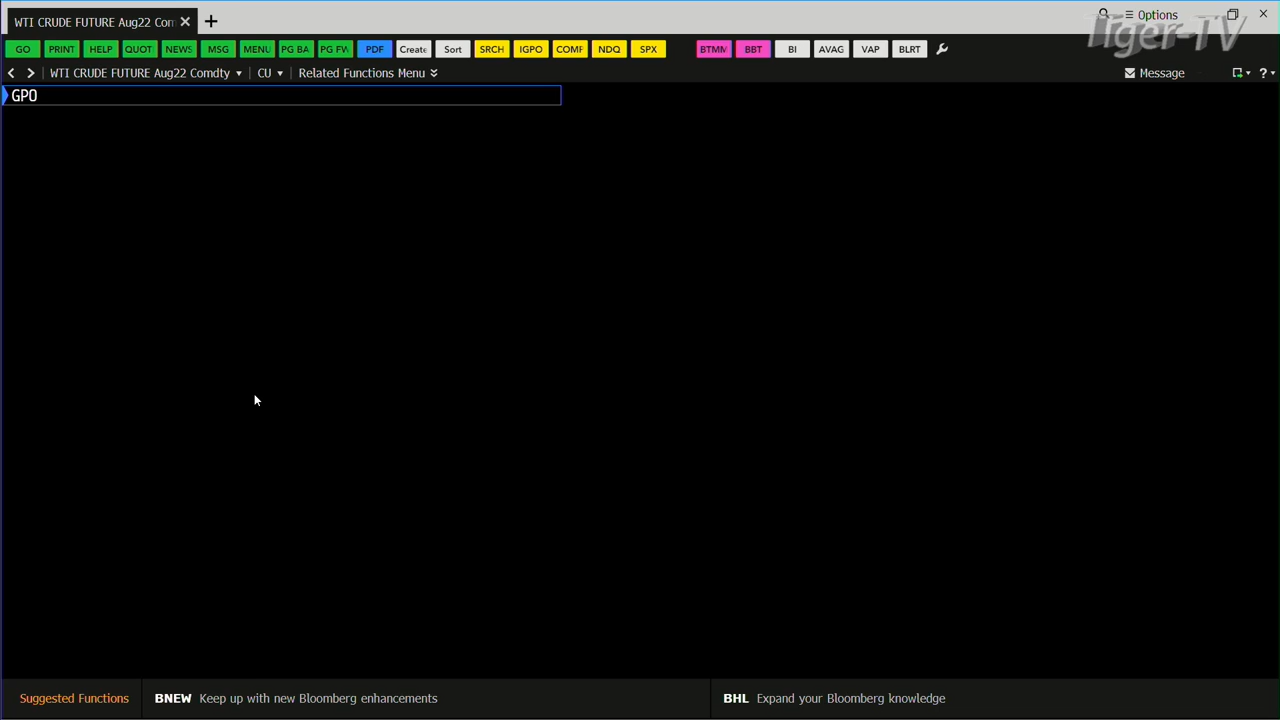 WTI CRUDE FUTURE Aug22 Com
Options
Tiger-TV
GO PRINT HELP QUOT NEWS MSG MENU PG BA PG FW PDF Create Sort SRCH IGPO COMF NDQ SPX BTMM BBT BI AVAG VAP BLRT
WTI CRUDE FUTURE Aug22 Comdty CU Related Functions Menu Message ?
GPO
Suggested Functions BNEW Keep up with new Bloomberg enhancements BHL Expand your Bloomberg knowledge